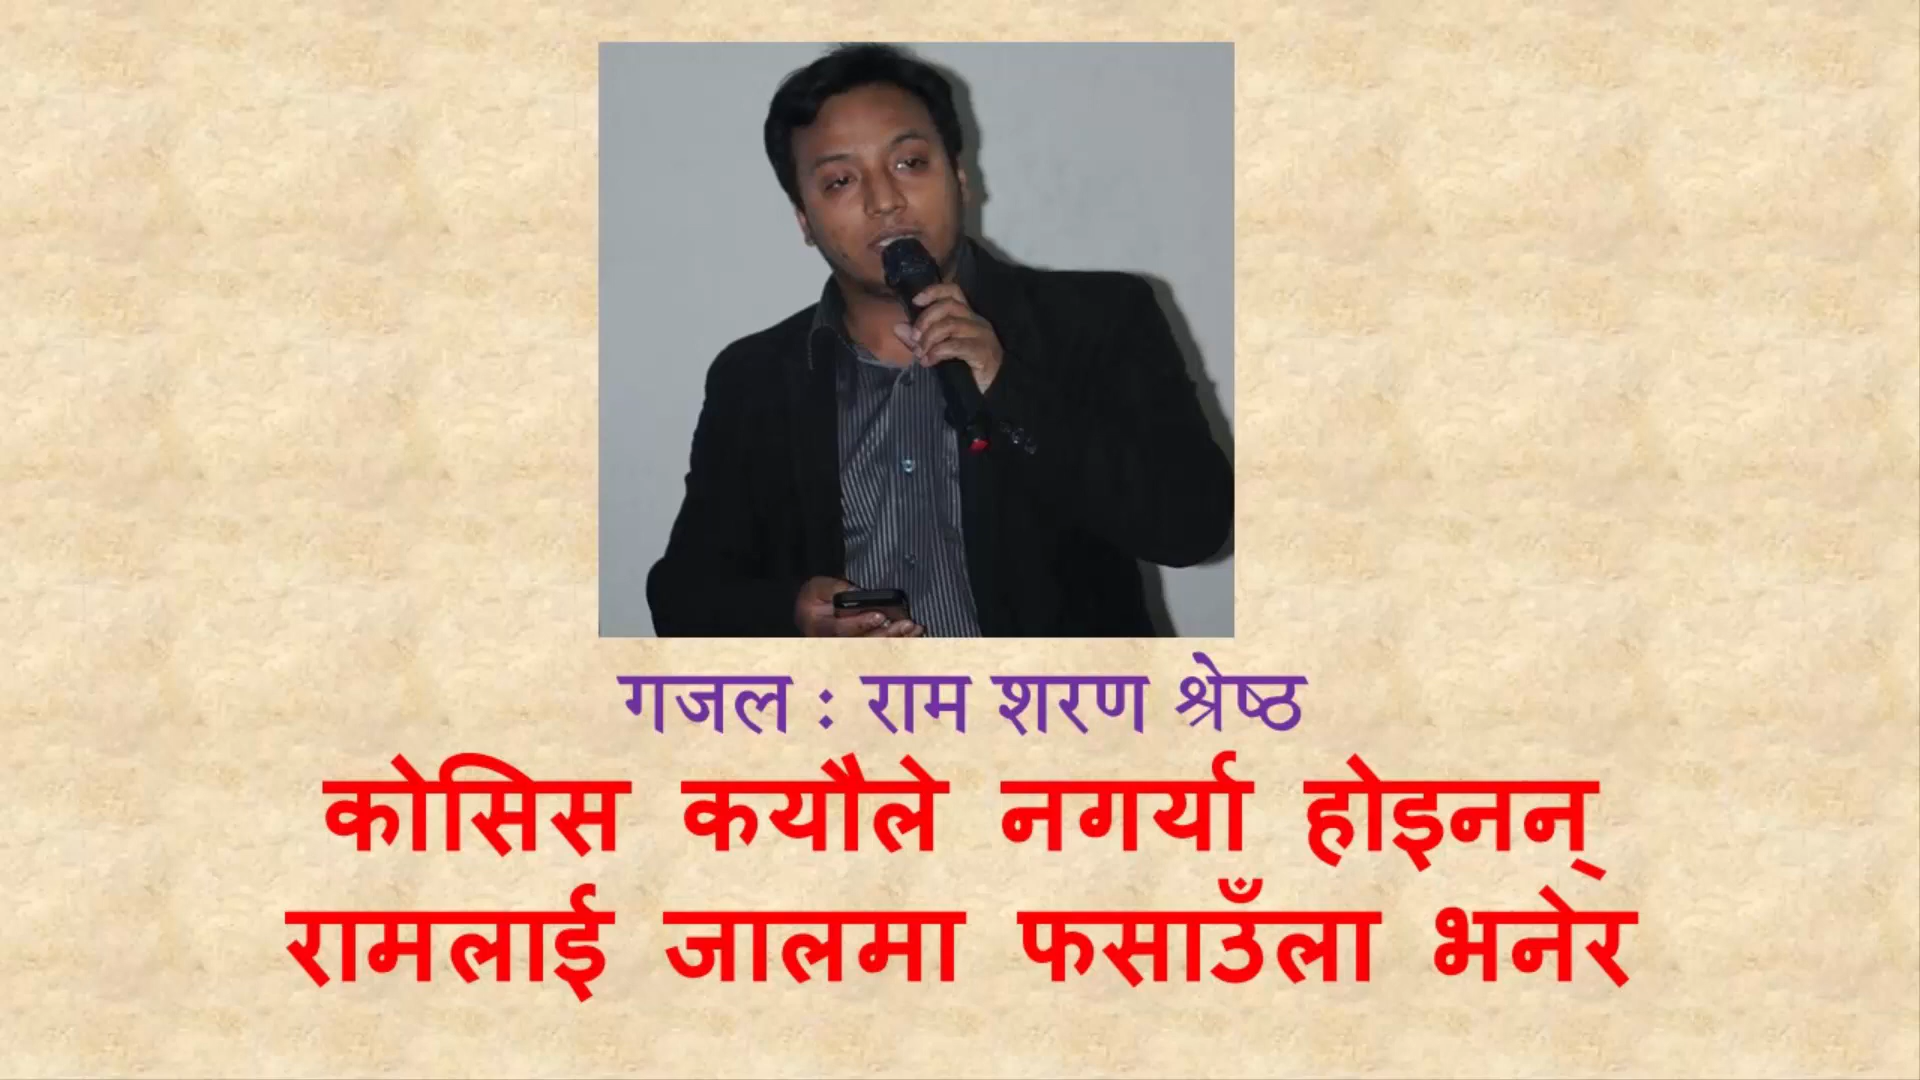 गजल : राम शरण श्रेष्ठ
कोसिस कयौले नगर्या होइनन्
रामलाई जालमा फसाउँला भनेर